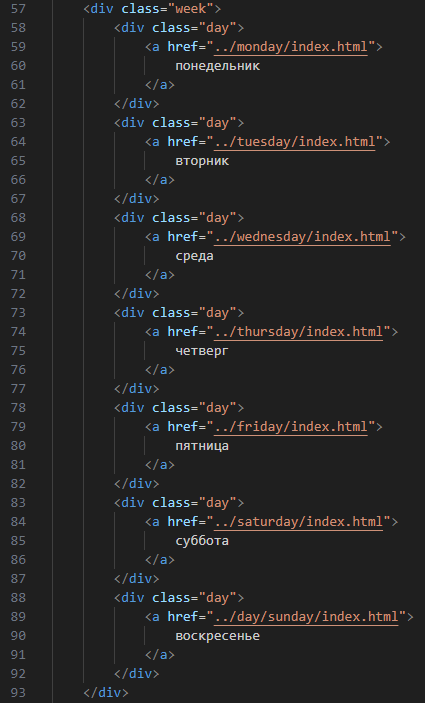 57 <div class="week">
58 <div class="day">
59 <a href="../monday/index.html">
60 понедельник
61 </a>
62 </div>
63 <div class="day">
64 <a href="../tuesday/index.html">
65 вторник
66 </a>
67 </div>
68 <div class="day">
69 <a href="../wednesday/index.html">
70 среда
71 </a>
72 </div>
73 <div class="day">
74 <a href="../thursday/index.html">
75 четверг
76 </a>
77 </div>
78 <div class="day">
79 <a href="../friday/index.html">
80 пятница
81 </a>
82 </div>
83 <div class="day">
84 <a href="../saturday/index.html">
85 суббота
86 </a>
87 </div>
88 <div class="day">
89 <a href="../day/sunday/index.html">
90 воскресенье
91 </a>
92 </div>
93 </div>